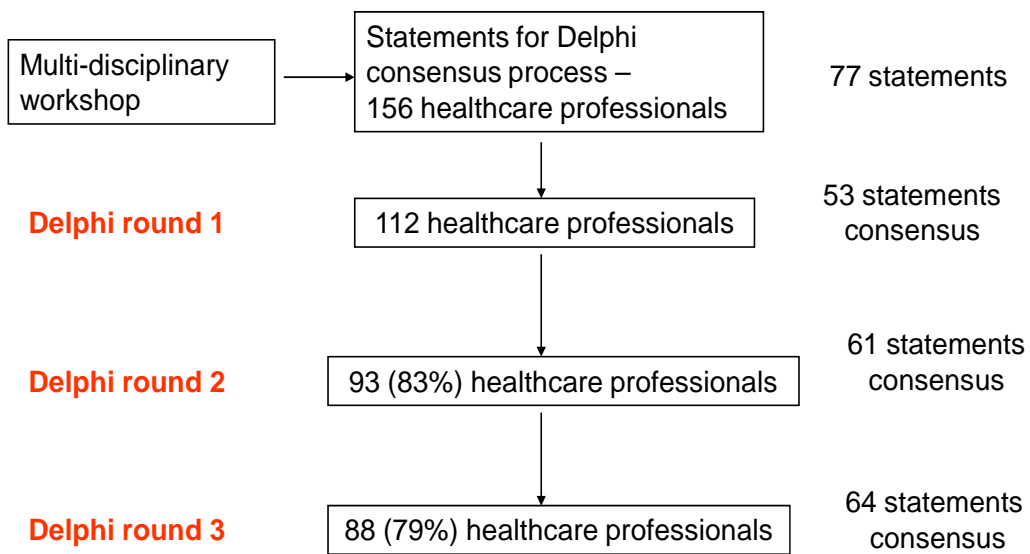 Multi-disciplinary
workshop
Statements for Delphi
consensus process –
156 healthcare professionals
77 statements
Delphi round 1
112 healthcare professionals
53 statements
consensus
Delphi round 2
93 (83%) healthcare professionals
61 statements
consensus
Delphi round 3
88 (79%) healthcare professionals
64 statements
consensus